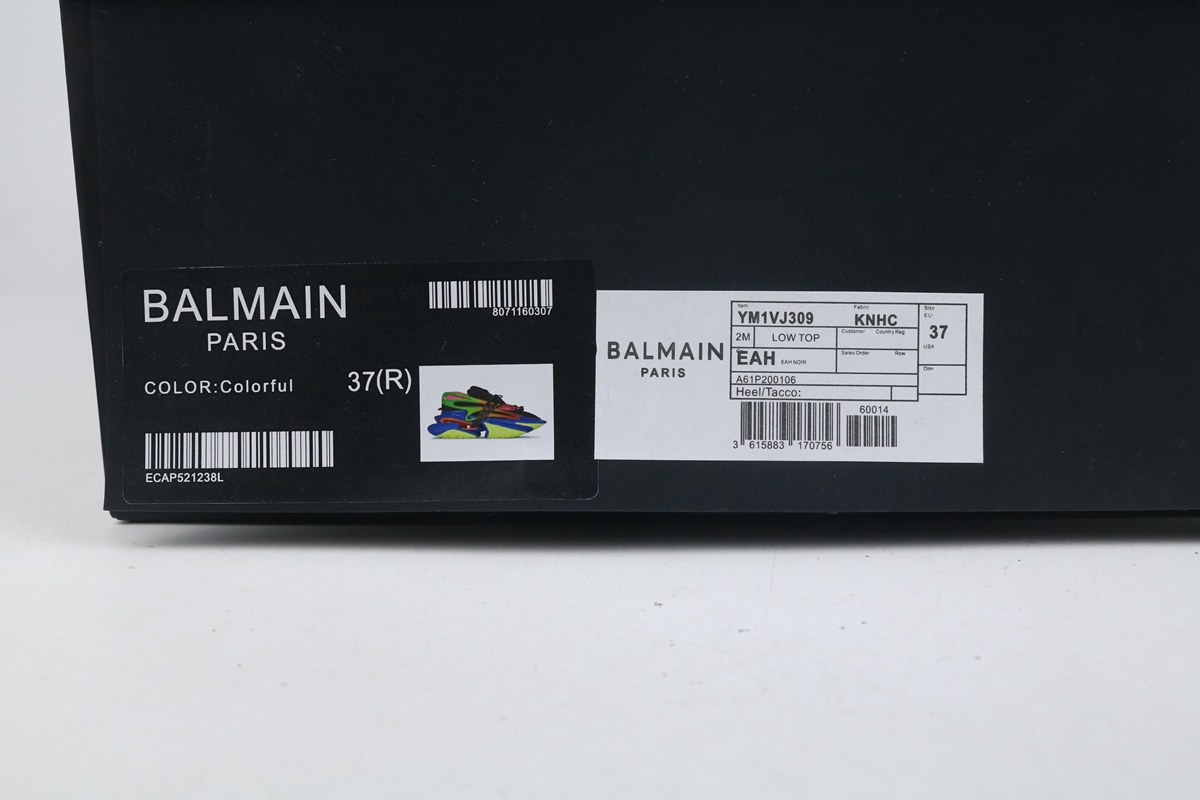 BALMAIN
PARIS
8071160307
COLOR:Colorful
37(R)
ECAP521238L
BALMAIN
PARIS
Item
YM1VJ309
Fabric
KNHC
Size
EU
37
USA
2M
LOW TOP
Customer
Country Reg
EAH
EAH NOIR
Sales Order
Row
Dim
A61P200106
Heel/Tacco:
60014
3 615883 170756